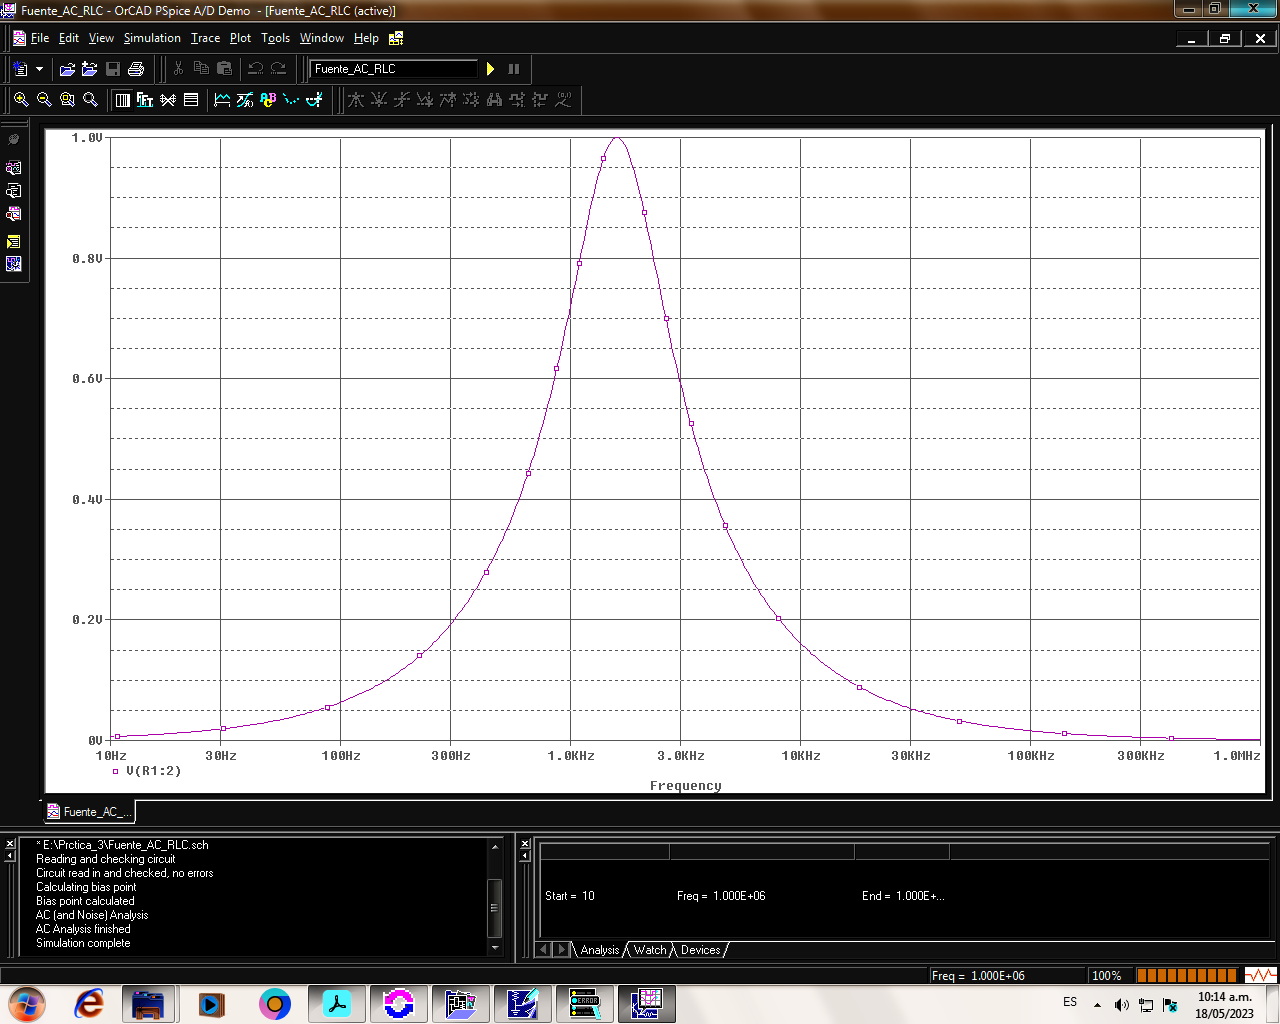 Fuente_AC_RLC - OrCAD PSpice A/D Demo - [Fuente_AC_RLC (active)]
File Edit View Simulation Trace Plot Tools Window Help
Fuente_AC_RLC
FFT
1.0V
0.8V
0.6V
0.4V
0.2V
0V
10Hz 30Hz 100Hz 300Hz 1.0KHz 3.0KHz 10KHz 30KHz 100KHz 300KHz 1.0MHz
V(R1:2)
Frequency
Fuente_AC_...
* E:\Prctica_3\Fuente_AC_RLC.sch
Reading and checking circuit
Circuit read in and checked, no errors
Calculating bias point
Bias point calculated
AC (and Noise) Analysis
AC Analysis finished
Simulation complete
Start = 10 Freq = 1.000E+06 End = 1.000E+...
Analysis Watch Devices
Freq = 1.000E+06 100%
ERROR
ES
10:14 a.m.
18/05/2023